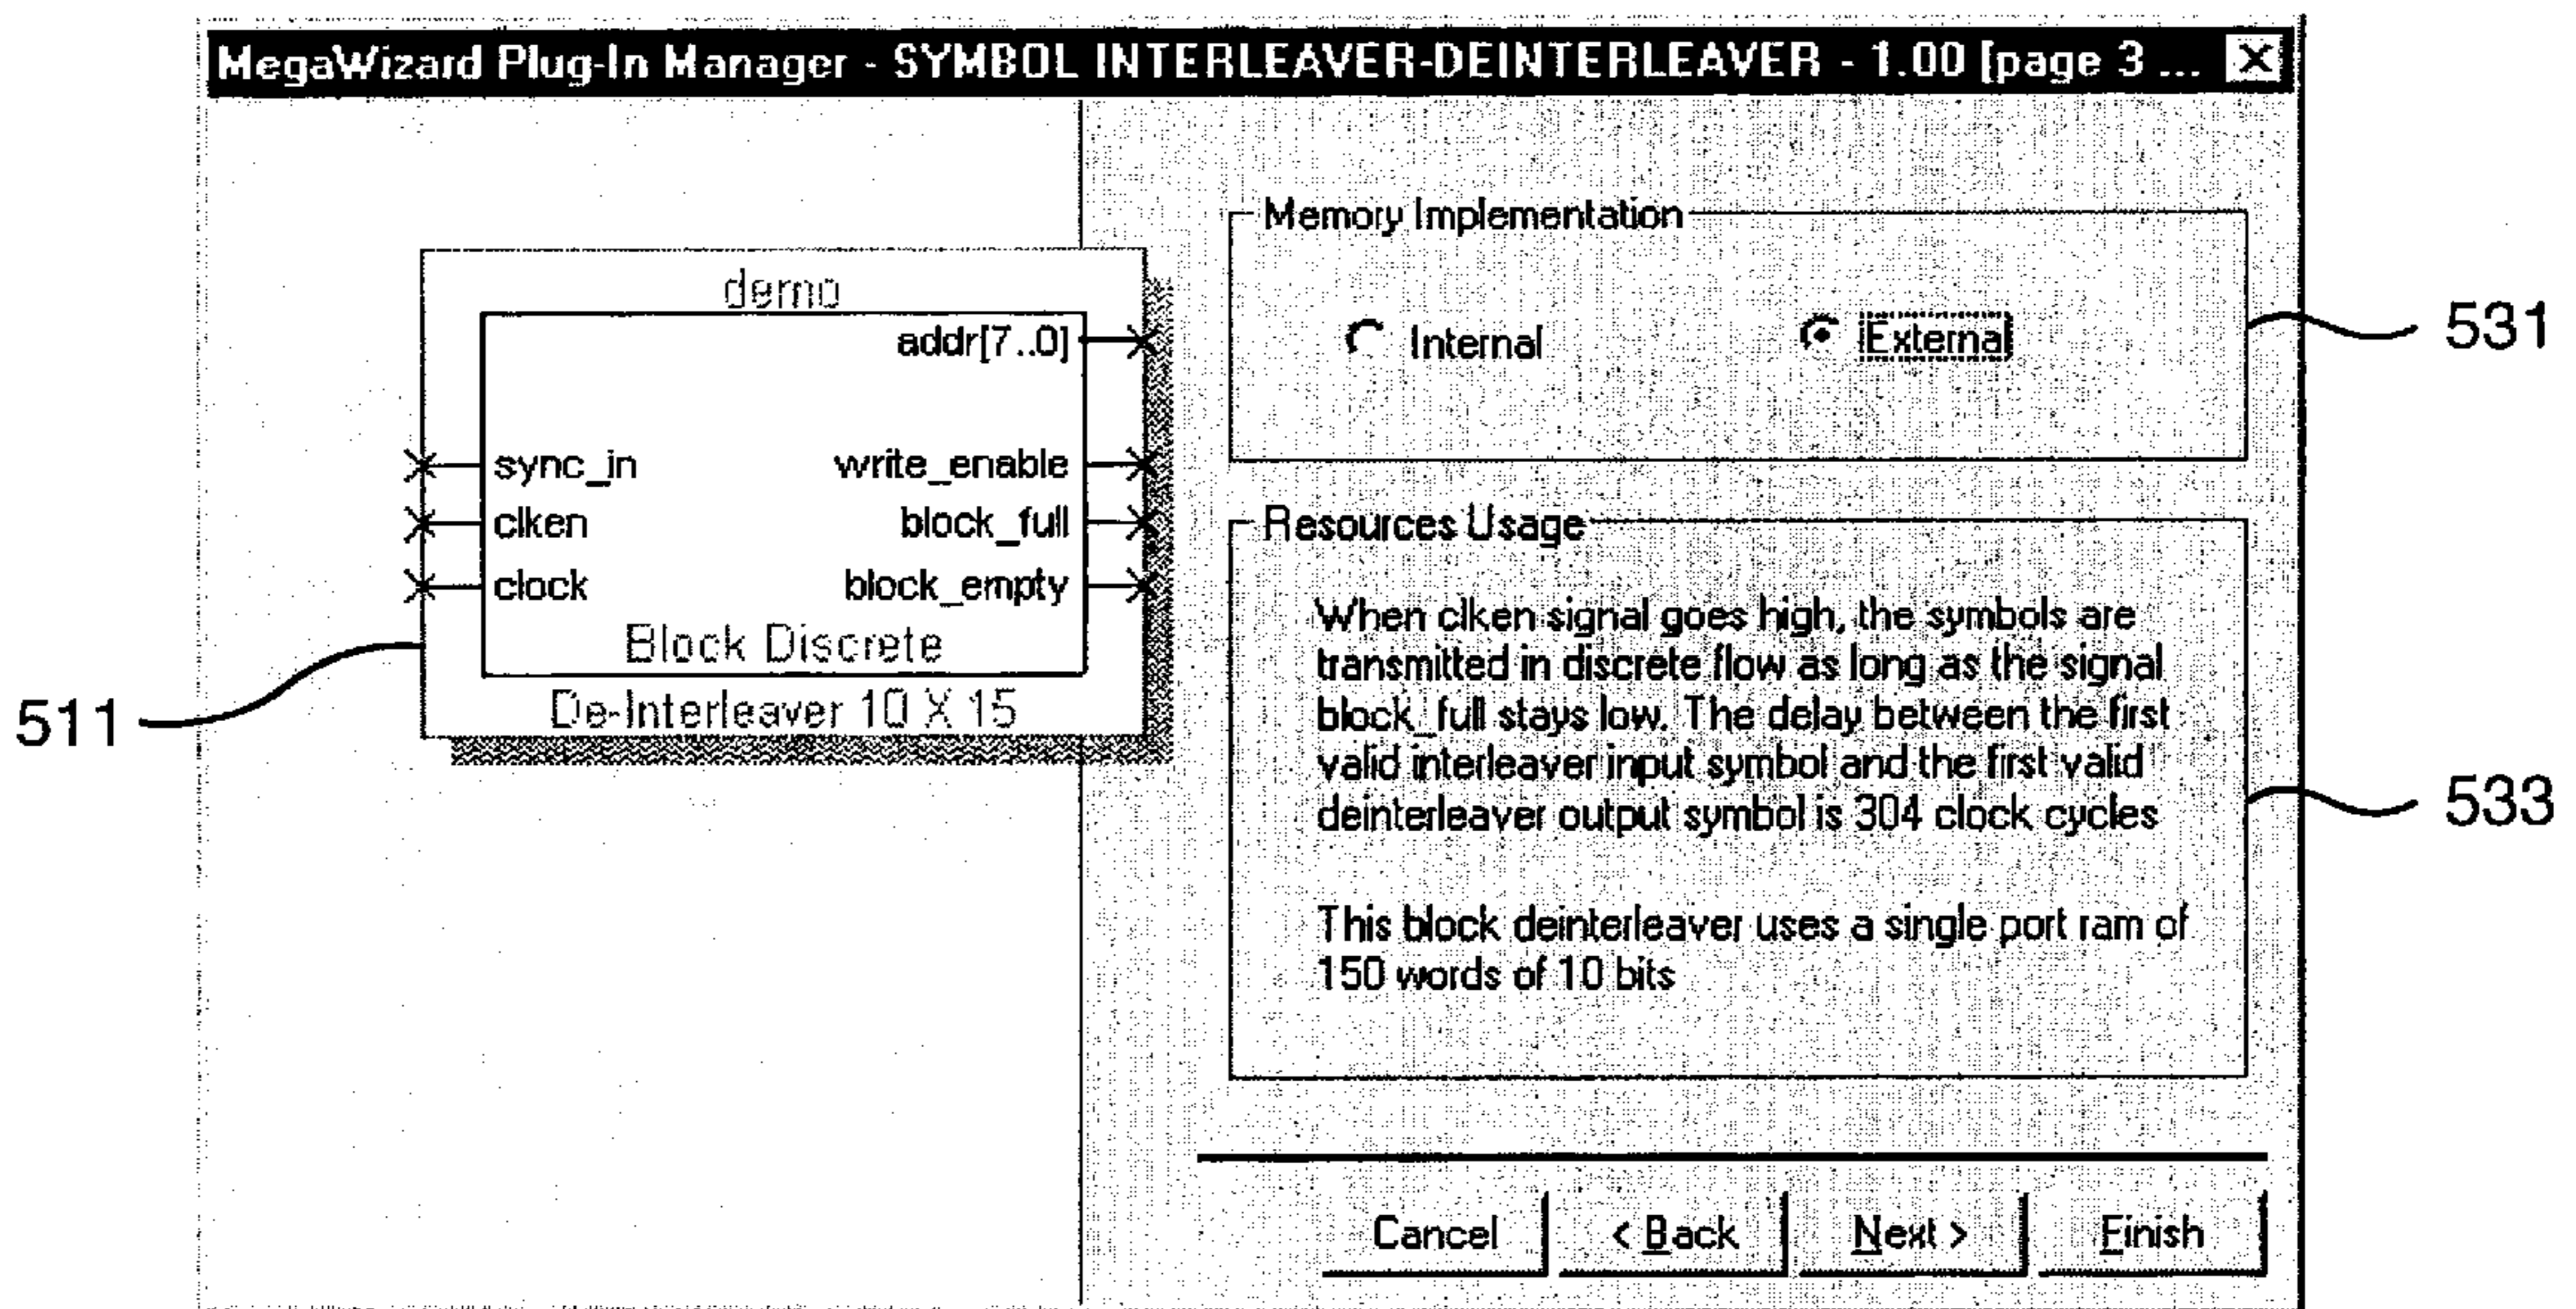 MegaWizard Plug-In Manager - SYMBOL INTERLEAVER-DEINTERLEAVER - 1.00 [page 3 ...
demo
addr[7..0]
sync_in
write_enable
clken
block_full
clock
block_empty
Block Discrete
De-Interleaver 10 X 15
511
Memory Implementation
Internal
External
531
Resources Usage
When clken signal goes high, the symbols are
transmitted in discrete flow as long as the signal
block_full stays low. The delay between the first
valid interleaver input symbol and the first valid
deinterleaver output symbol is 304 clock cycles
This block deinterleaver uses a single port ram of
150 words of 10 bits
533
Cancel
< Back
Next >
Finish